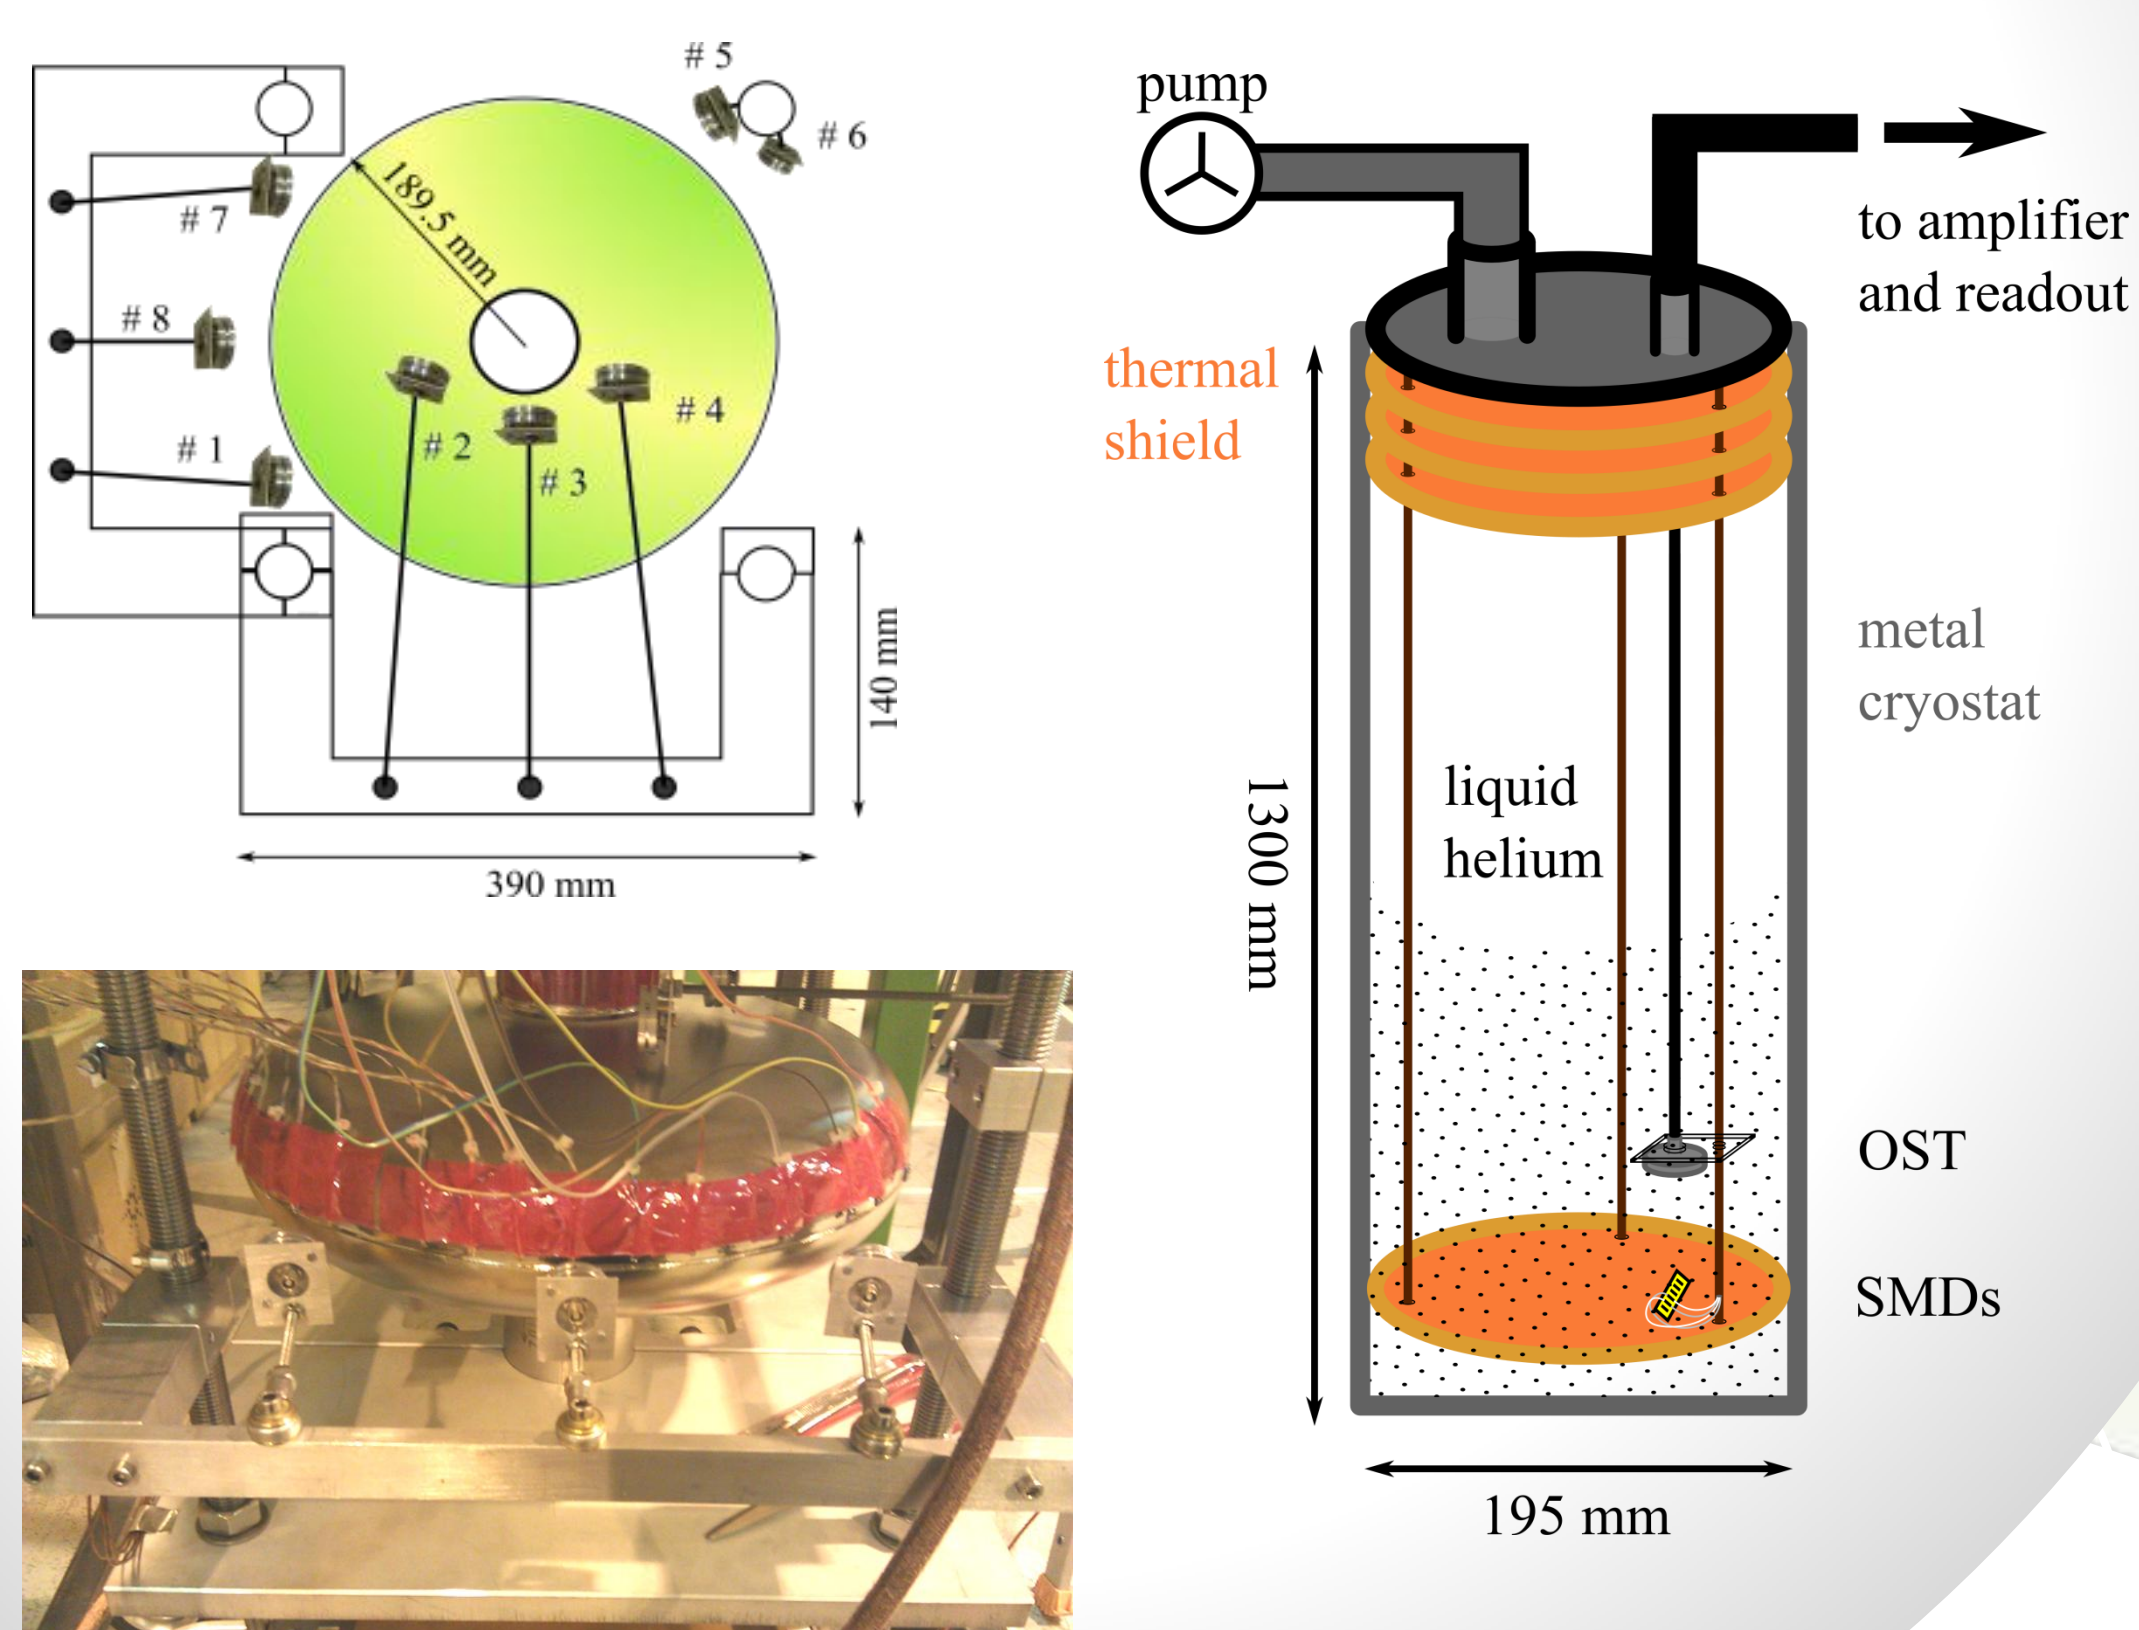 # 5
# 6
189.5 mm
# 7
# 8
# 1
# 2
# 3
# 4
140 mm
390 mm
pump
to amplifier
and readout
thermal
shield
metal
cryostat
liquid
helium
1300 mm
OST
SMDs
195 mm